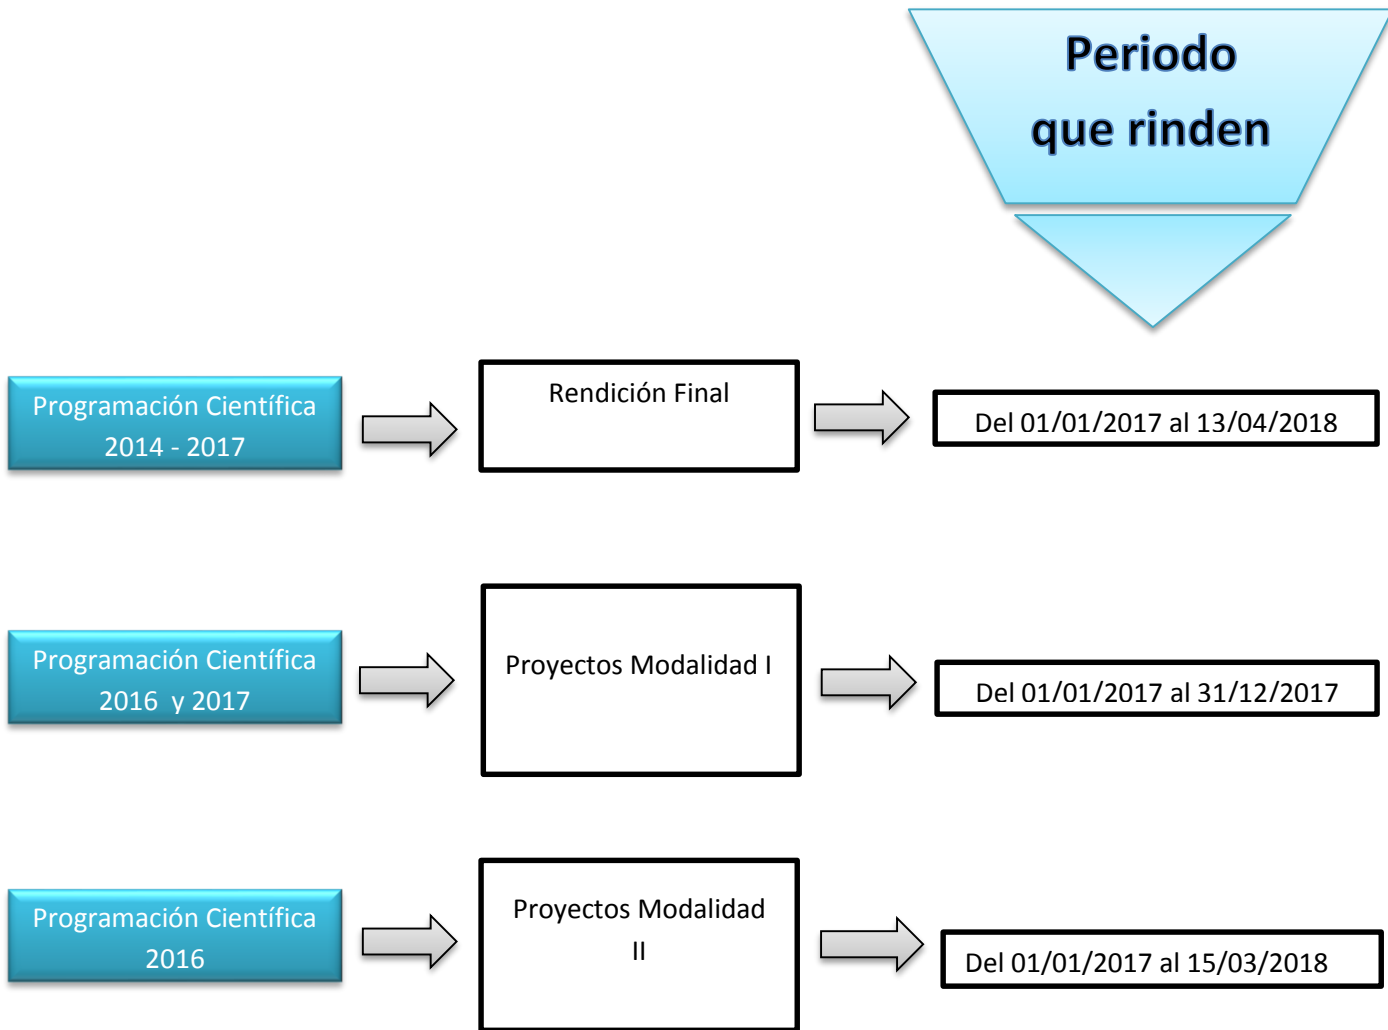 Periodo
que rinden
Programación Científica
2014 - 2017
Rendición Final
Del 01/01/2017 al 13/04/2018
Programación Científica
2016 y 2017
Proyectos Modalidad I
Del 01/01/2017 al 31/12/2017
Programación Científica
2016
Proyectos Modalidad
II
Del 01/01/2017 al 15/03/2018